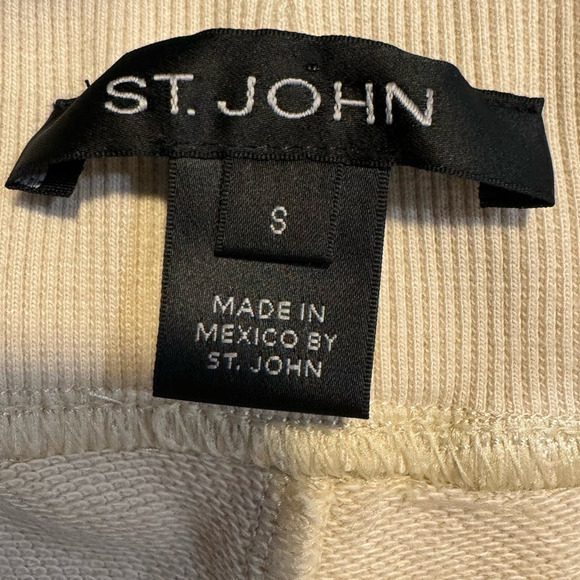 ST. JOHN
S
MADE IN
MEXICO BY
ST. JOHN